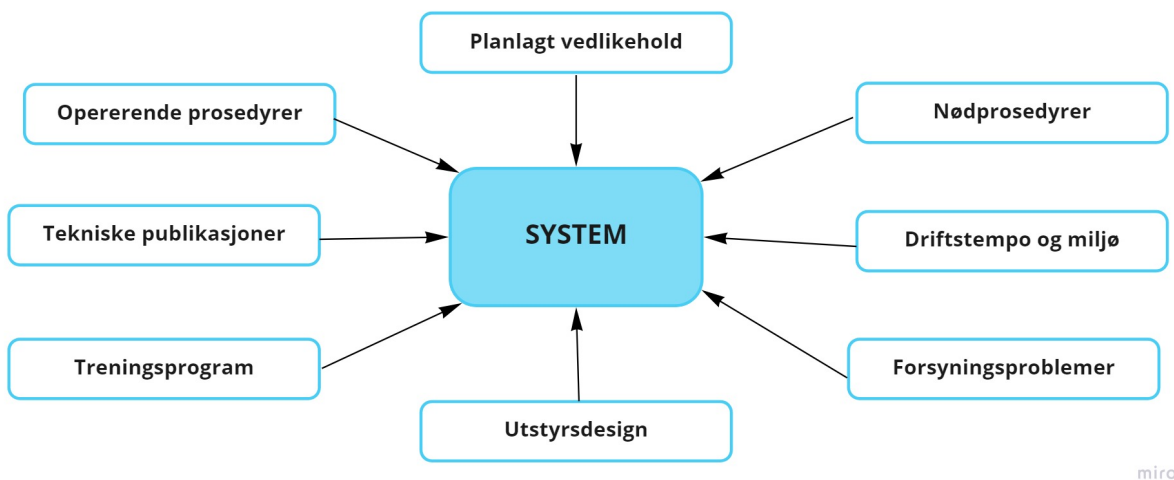 Planlagt vedlikehold
Opererende prosedyrer
Nødprosedyrer
Tekniske publikasjoner
SYSTEM
Driftstempo og miljø
Treningsprogram
Forsyningsproblemer
Utstyrsdesign
miro